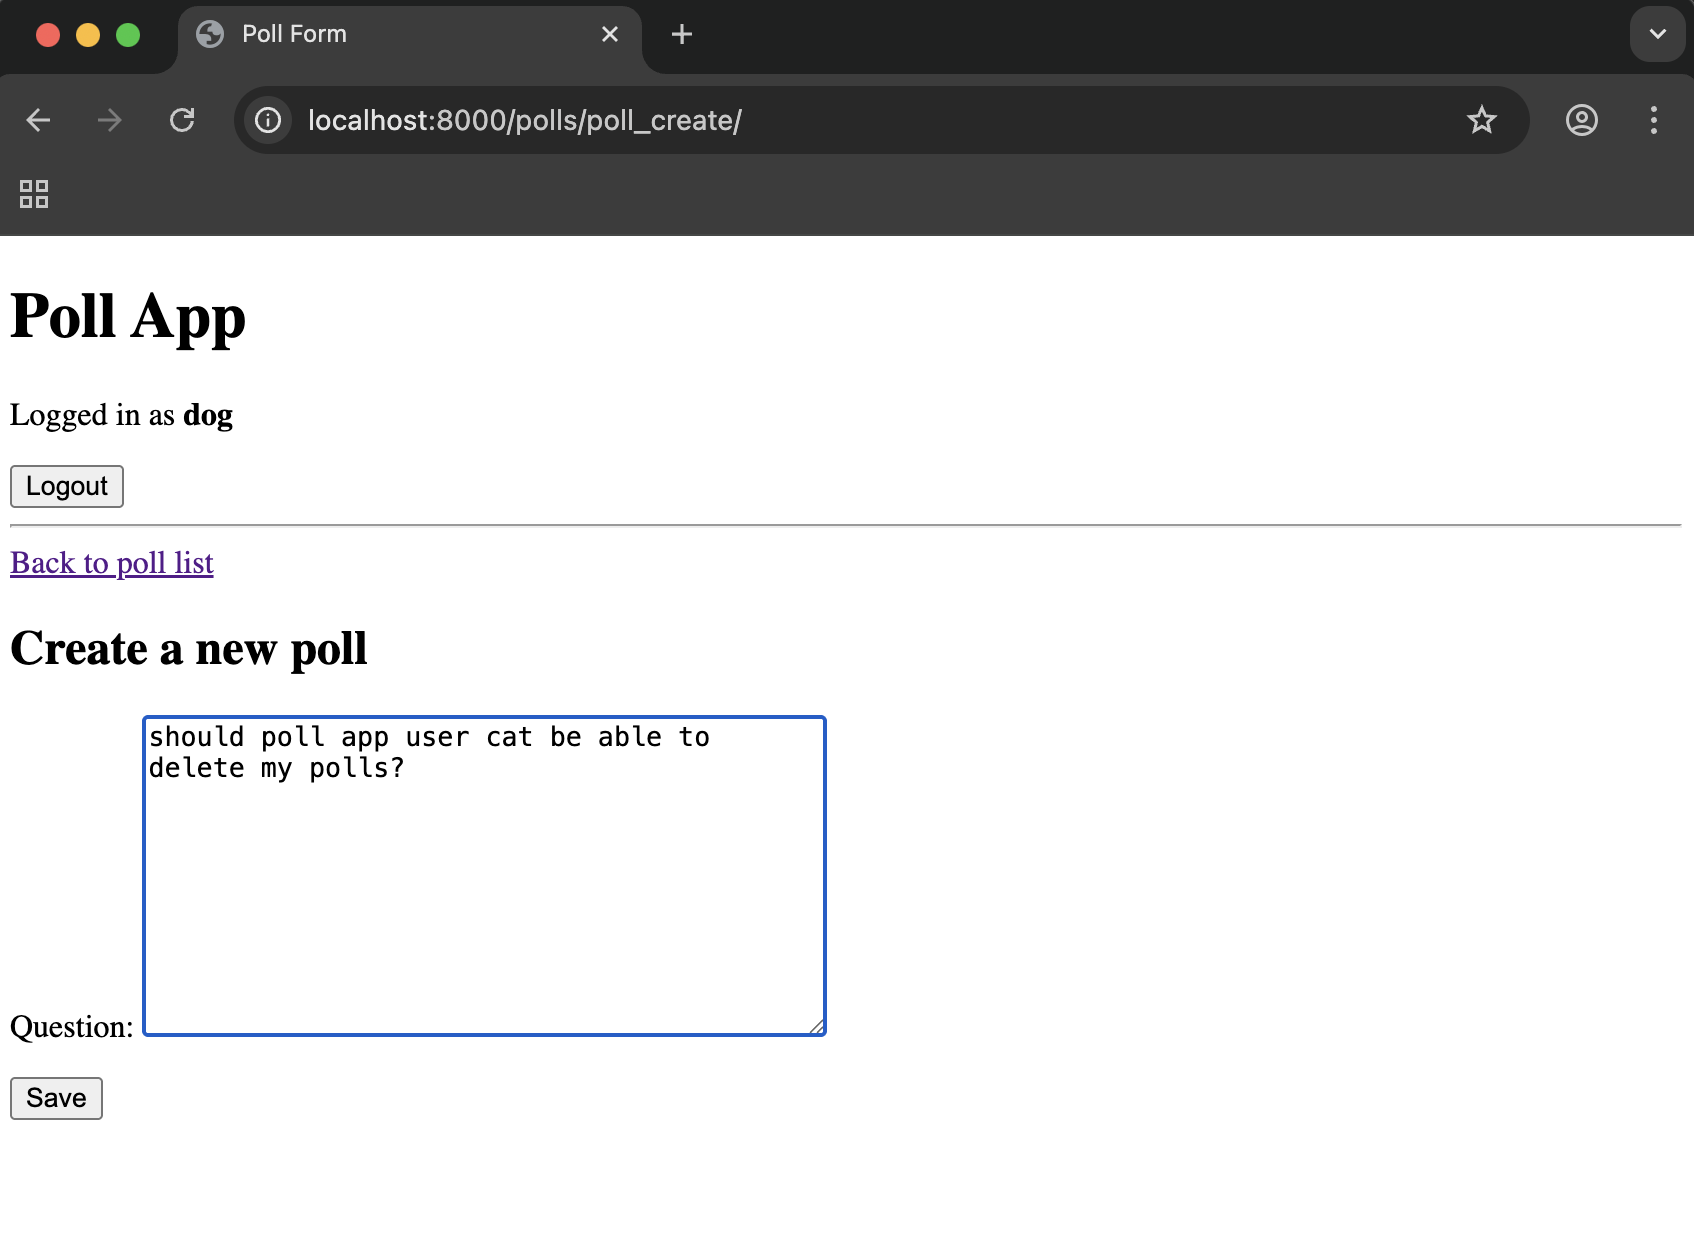 Poll Form
localhost:8000/polls/poll_create/
Poll App
Logged in as dog
Logout
Back to poll list
Create a new poll
should poll app user cat be able to
delete my polls?
Question:
Save